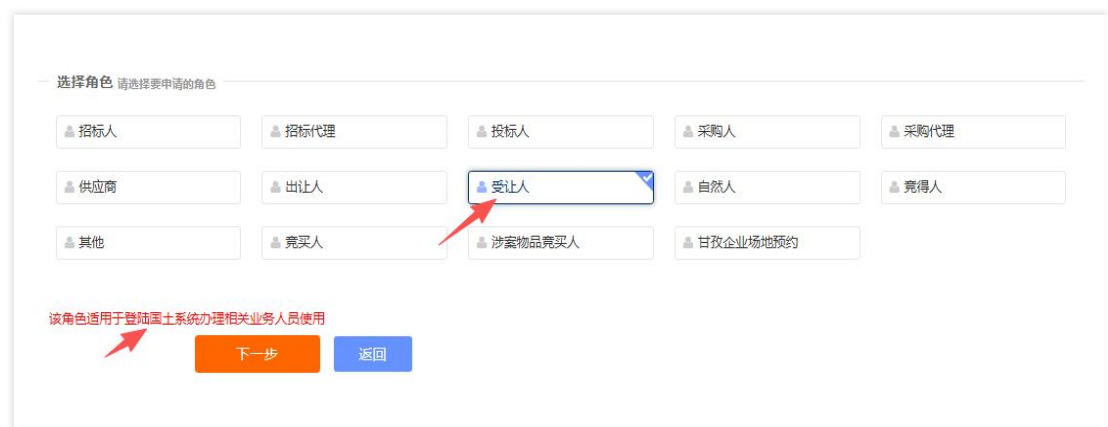 选择角色 请选择要申请的角色
招标人 招标代理 投标人 采购人 采购代理
供应商 出让人 受让人 自然人 竞得人
其他 竞买人 涉案物品竞买人 甘孜企业场地预约
该角色适用于登陆国土系统办理相关业务人员使用
下一步 返回